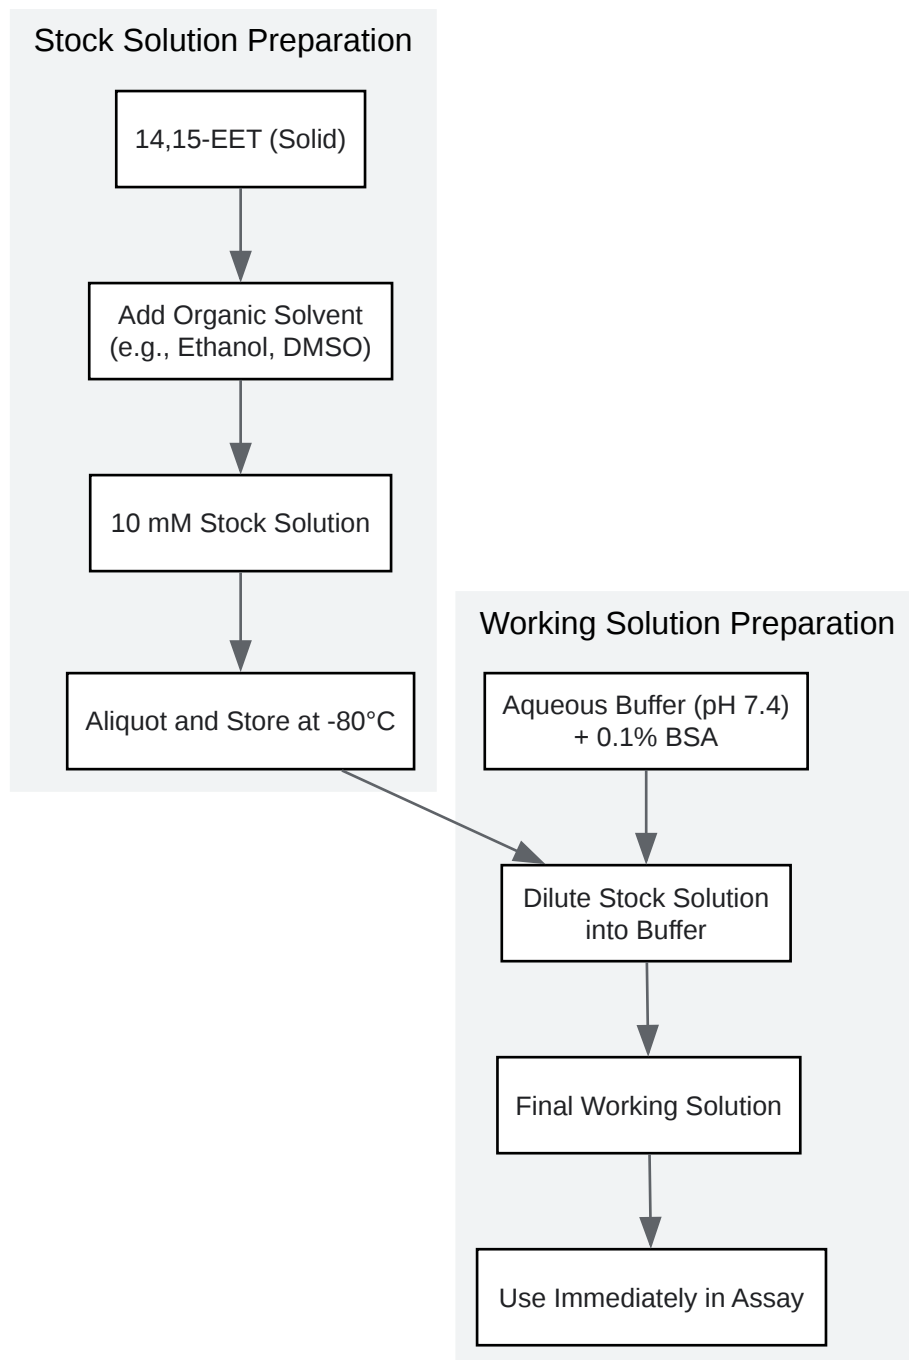 Stock Solution Preparation
14,15-EET (Solid)
Add Organic Solvent
(e.g., Ethanol, DMSO)
10 mM Stock Solution
Aliquot and Store at -80°C
Working Solution Preparation
Aqueous Buffer (pH 7.4)
+ 0.1% BSA
Dilute Stock Solution
into Buffer
Final Working Solution
Use Immediately in Assay